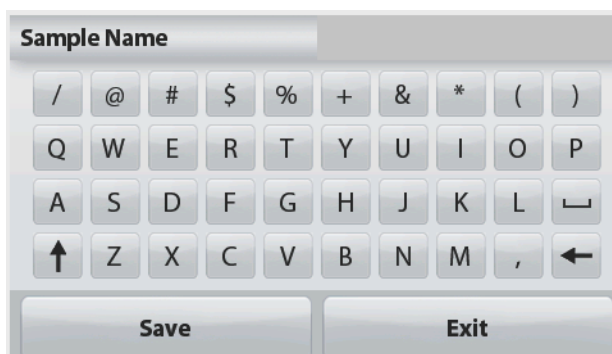 Sample Name
/ @ # $ % + & * ( )
Q W E R T Y U I O P
A S D F G H J K L
Z X C V B N M ,
Save Exit